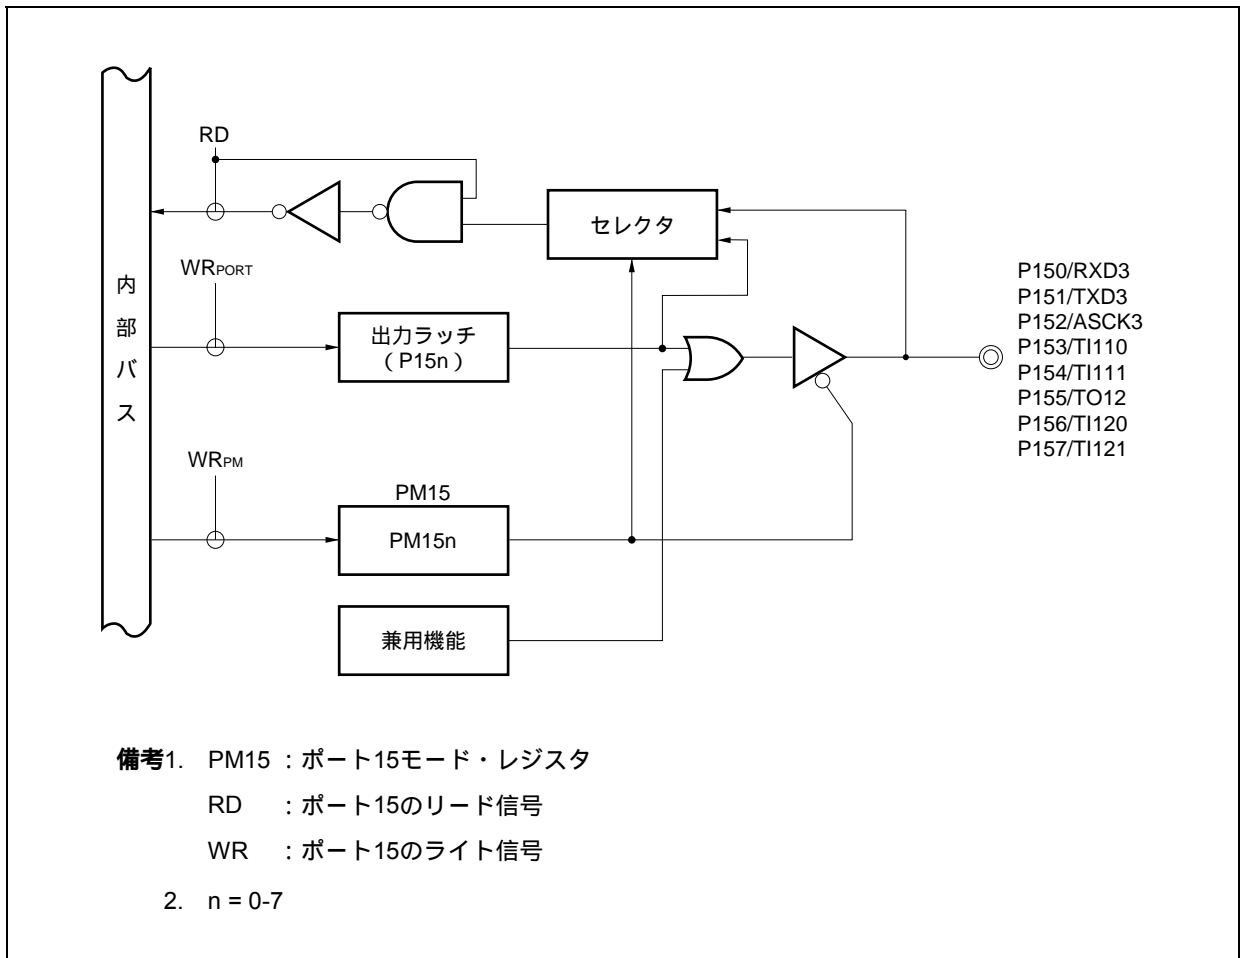 RD
セレクタ
WRPORT
内部バス
出力ラッチ
（P15n）
P150/RXD3
P151/TXD3
P152/ASCK3
P153/TI110
P154/TI111
P155/TO12
P156/TI120
P157/TI121
WRPM
PM15
PM15n
兼用機能
備考1. PM15 ：ポート15モード・レジスタ
RD ：ポート15のリード信号
WR ：ポート15のライト信号
2. n = 0-7